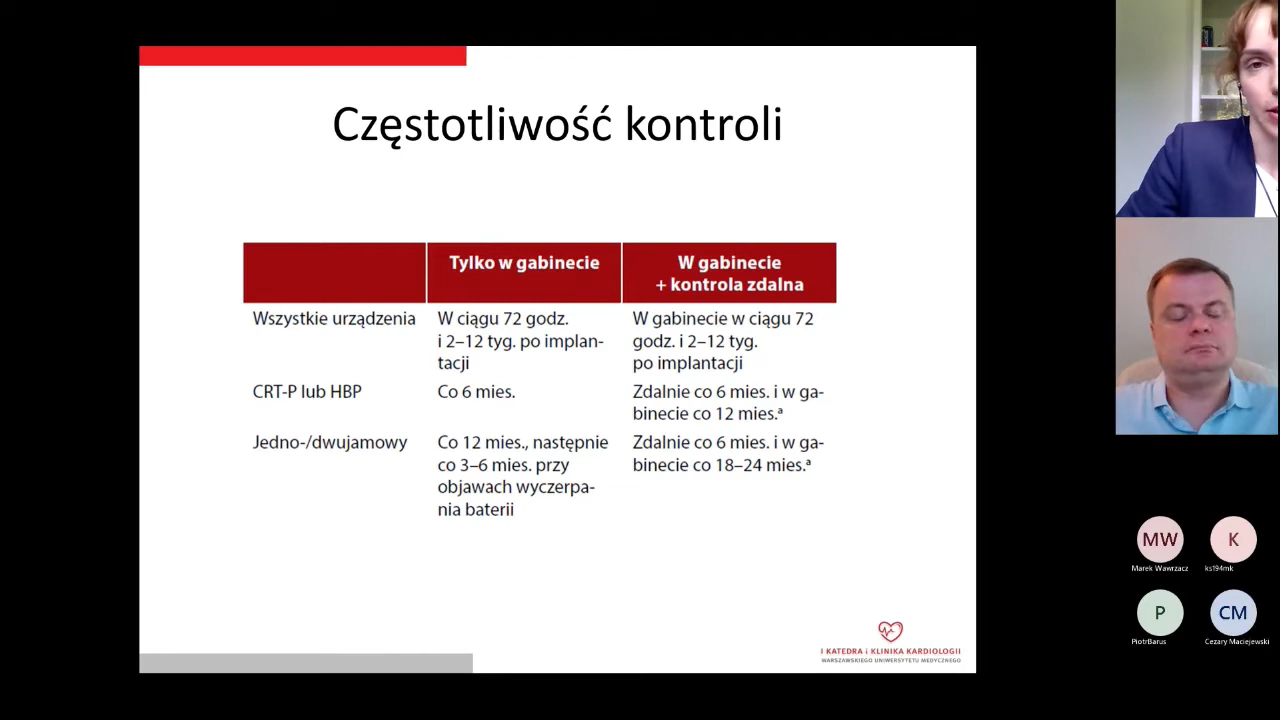 Częstotliwość kontroli
Tylko w gabinecie
W gabinecie
+ kontrola zdalna
Wszystkie urządzenia
W ciągu 72 godz.
i 2–12 tyg. po implan-
tacji
W gabinecie w ciągu 72
godz. i 2–12 tyg.
po implantacji
CRT-P lub HBP
Co 6 mies.
Zdalnie co 6 mies. i w ga-
binecie co 12 mies.ª
Jedno-/dwujamowy
Co 12 mies., następnie
co 3–6 mies. przy
objawach wyczerpa-
nia baterii
Zdalnie co 6 mies. i w ga-
binecie co 18–24 mies.ª
I KATEDRA i KLINIKA KARDIOLOGII
WARSZAWSKIEGO UNIWERSYTETU MEDYCZNEGO
MW
Marek Wawrzacz
K
ks194mk
P
PiotrBarus
CM
Cezary Maciejewski